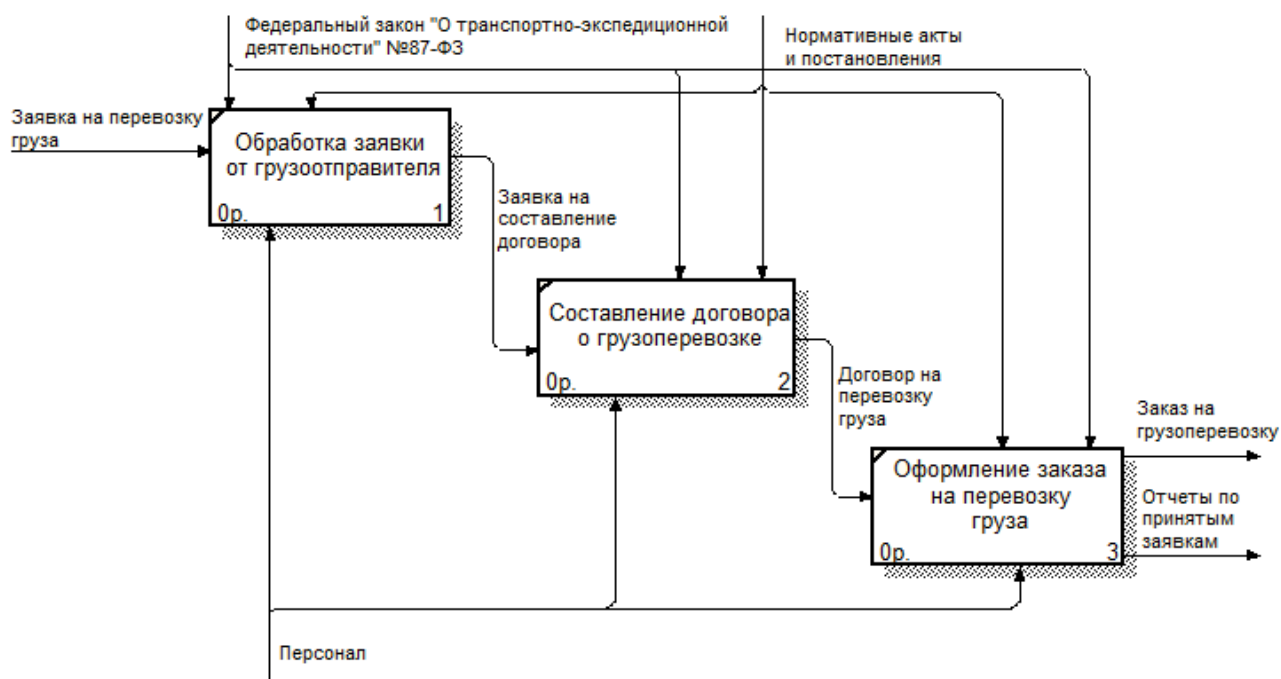 Федеральный закон "О транспортно-экспедиционной
деятельности" №87-ФЗ
Нормативные акты
и постановления
Заявка на перевозку
груза
Обработка заявки
от грузоотправителя
0р.
1
Заявка на
составление
договора
Составление договора
о грузоперевозке
0р.
2
Договор на
перевозку
груза
Заказ на
грузоперевозку
Оформление заказа
на перевозку
груза
0р.
3
Отчеты по
принятым
заявкам
Персонал